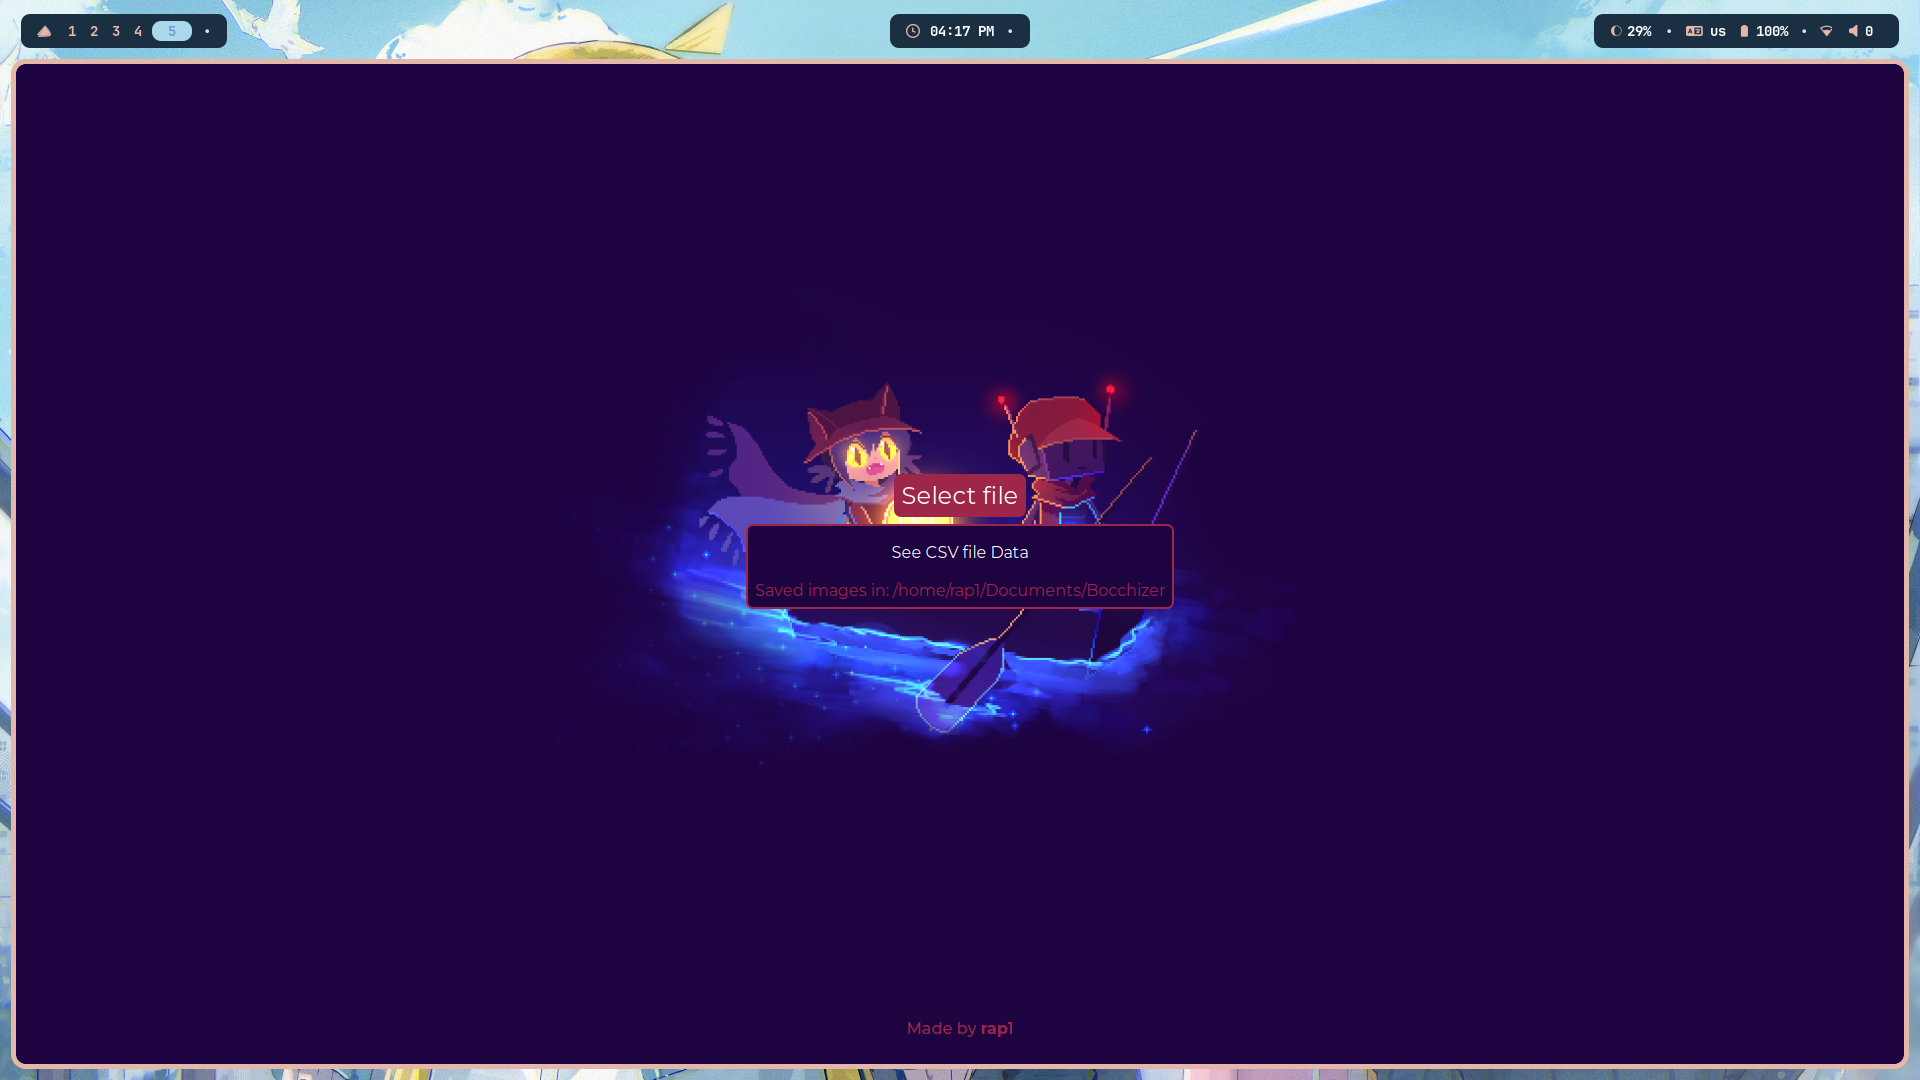 1 2 3 4 5 •
04:17 PM •
29% • us 100% • 0
Select file
See CSV file Data
Saved images in: /home/rap1/Documents/Bocchizer
Made by rap1